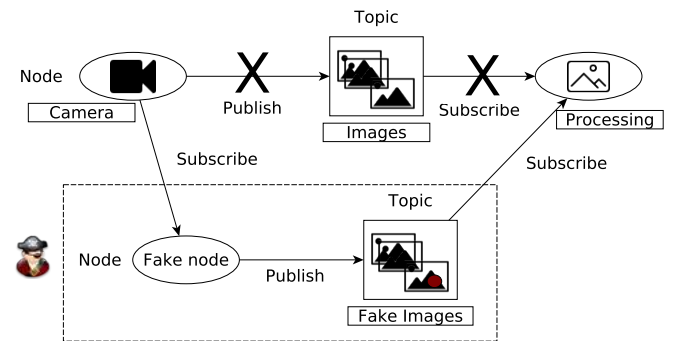 Topic
Node
Camera
Publish
Images
Subscribe
Processing
Subscribe
Subscribe
Topic
Node
Fake node
Publish
Fake Images